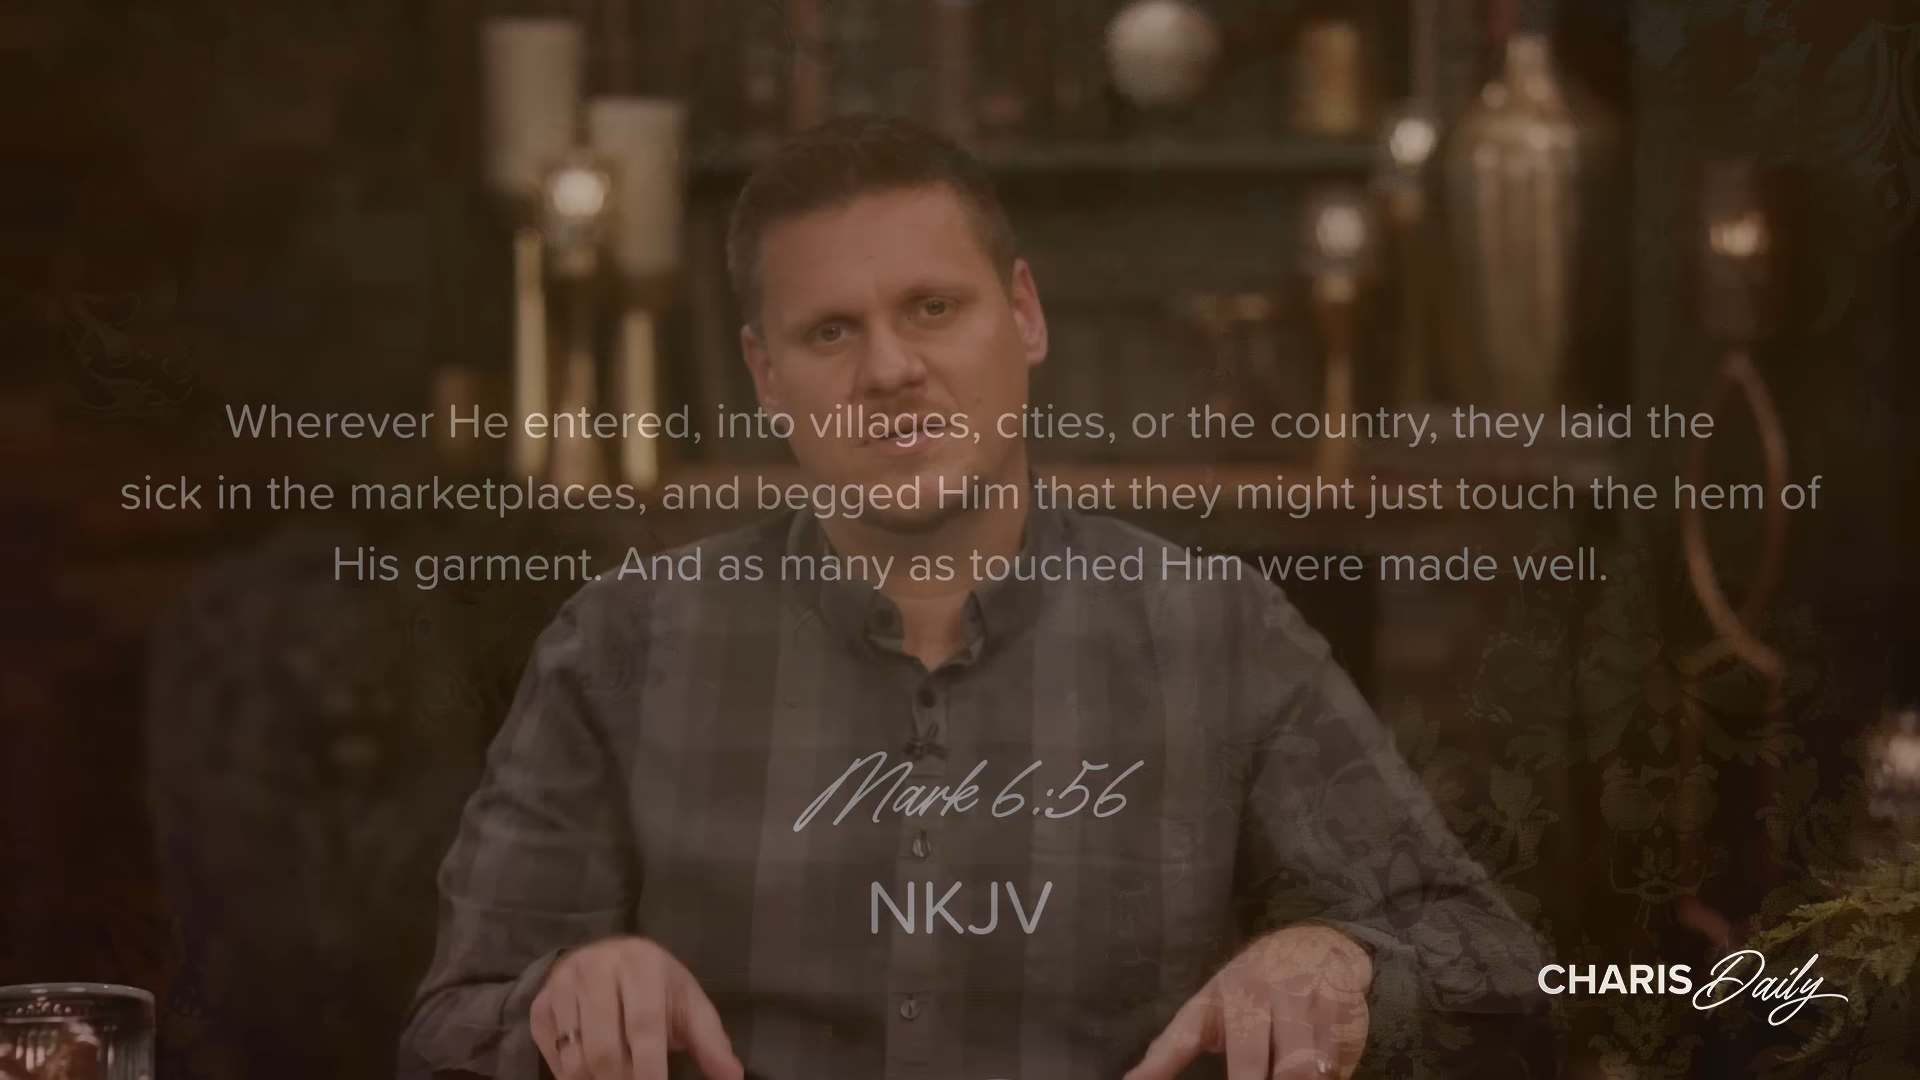 Wherever He entered, into villages, cities, or the country, they laid the
sick in the marketplaces, and begged Him that they might just touch the hem of
His garment. And as many as touched Him were made well.
Mark 6:56
NKJV
CHARIS Daily